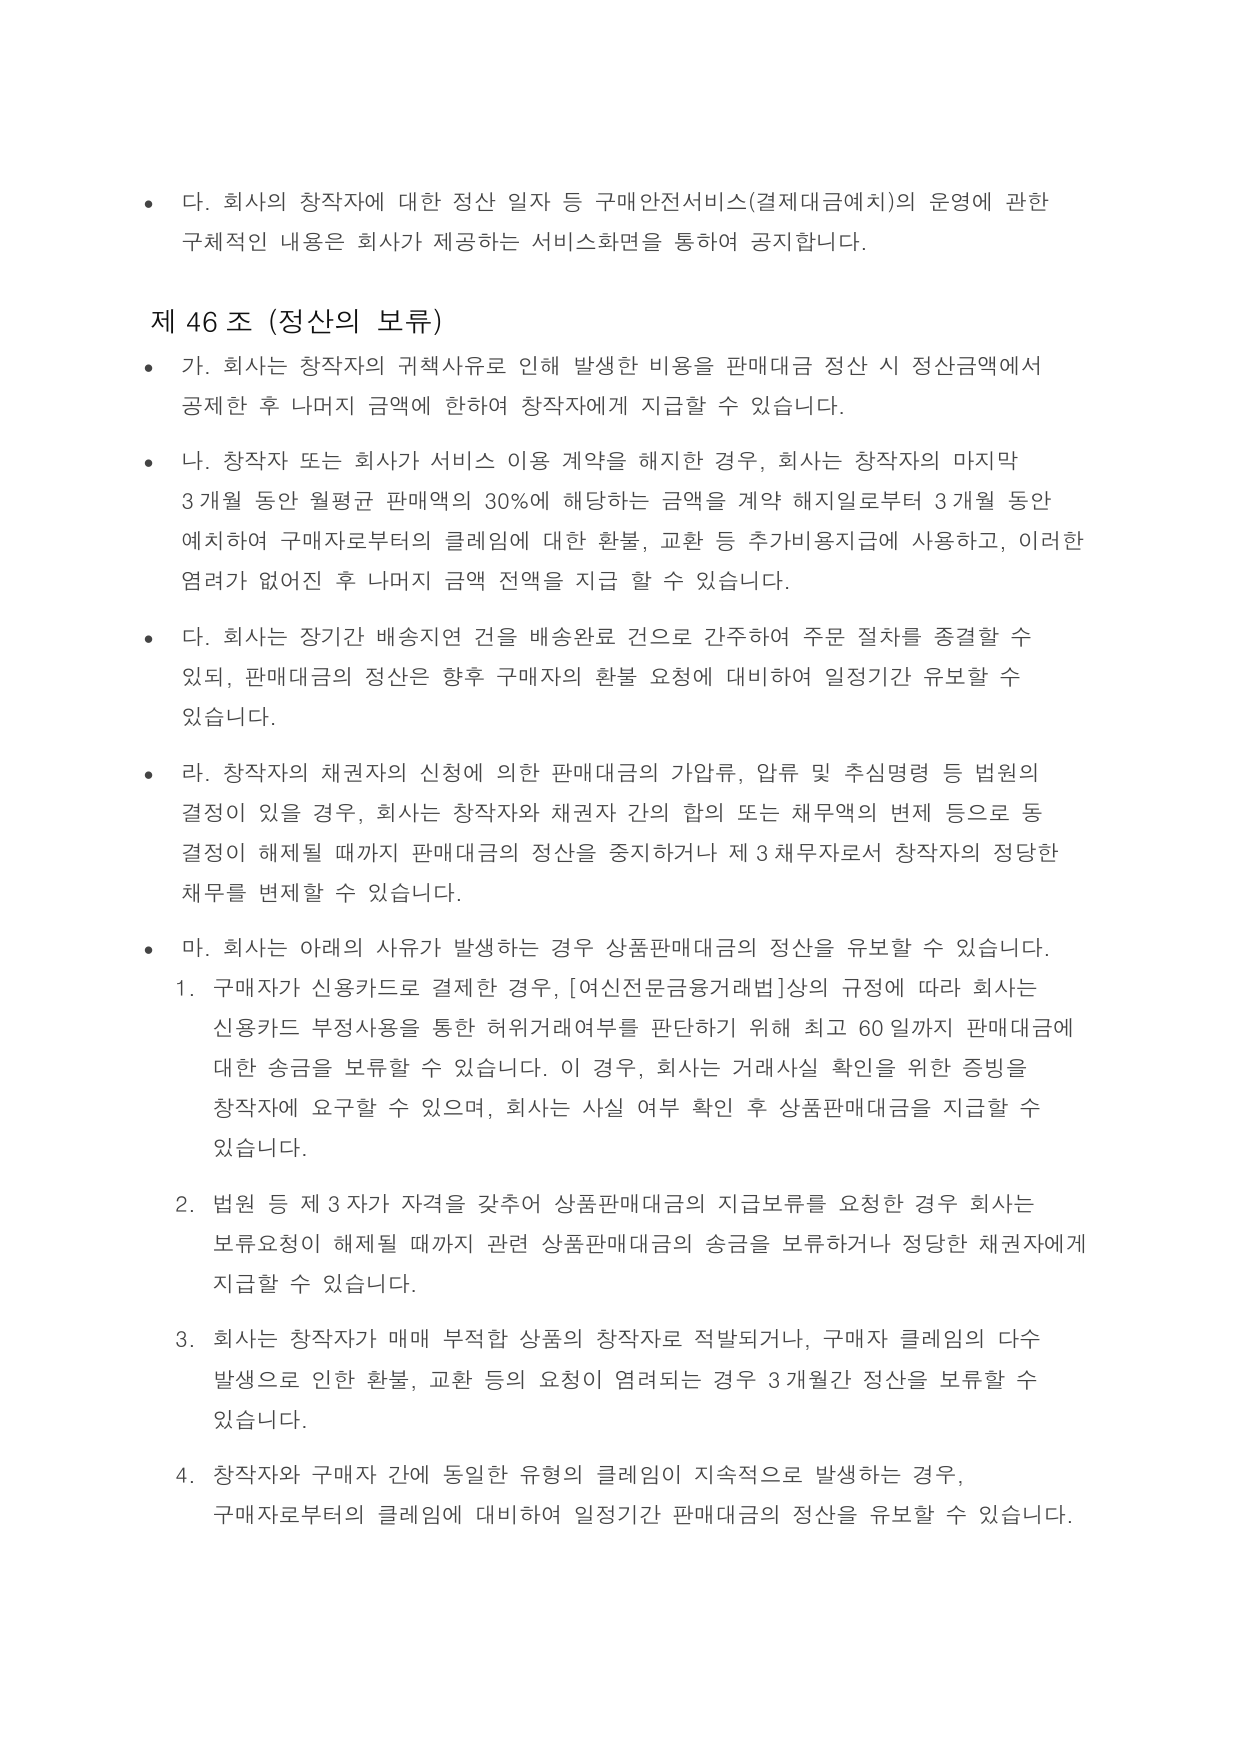 • 다. 회사의 창작자에 대한 정산 일자 등 구매안전서비스(결제대금예치)의 운영에 관한
구체적인 내용은 회사가 제공하는 서비스화면을 통하여 공지합니다.
제 46 조 (정산의 보류)
• 가. 회사는 창작자의 귀책사유로 인해 발생한 비용을 판매대금 정산 시 정산금액에서
공제한 후 나머지 금액에 한하여 창작자에게 지급할 수 있습니다.
• 나. 창작자 또는 회사가 서비스 이용 계약을 해지한 경우, 회사는 창작자의 마지막
3 개월 동안 월평균 판매액의 30%에 해당하는 금액을 계약 해지일로부터 3 개월 동안
예치하여 구매자로부터의 클레임에 대한 환불, 교환 등 추가비용지급에 사용하고, 이러한
염려가 없어진 후 나머지 금액 전액을 지급 할 수 있습니다.
• 다. 회사는 장기간 배송지연 건을 배송완료 건으로 간주하여 주문 절차를 종결할 수
있되, 판매대금의 정산은 향후 구매자의 환불 요청에 대비하여 일정기간 유보할 수
있습니다.
• 라. 창작자의 채권자의 신청에 의한 판매대금의 가압류, 압류 및 추심명령 등 법원의
결정이 있을 경우, 회사는 창작자와 채권자 간의 합의 또는 채무액의 변제 등으로 동
결정이 해제될 때까지 판매대금의 정산을 중지하거나 제 3 채무자로서 창작자의 정당한
채무를 변제할 수 있습니다.
• 마. 회사는 아래의 사유가 발생하는 경우 상품판매대금의 정산을 유보할 수 있습니다.
1. 구매자가 신용카드로 결제한 경우, [여신전문금융거래법]상의 규정에 따라 회사는
신용카드 부정사용을 통한 허위거래여부를 판단하기 위해 최고 60 일까지 판매대금에
대한 송금을 보류할 수 있습니다. 이 경우, 회사는 거래사실 확인을 위한 증빙을
창작자에 요구할 수 있으며, 회사는 사실 여부 확인 후 상품판매대금을 지급할 수
있습니다.
2. 법원 등 제 3 자가 자격을 갖추어 상품판매대금의 지급보류를 요청한 경우 회사는
보류요청이 해제될 때까지 관련 상품판매대금의 송금을 보류하거나 정당한 채권자에게
지급할 수 있습니다.
3. 회사는 창작자가 매매 부적합 상품의 창작자로 적발되거나, 구매자 클레임의 다수
발생으로 인한 환불, 교환 등의 요청이 염려되는 경우 3 개월간 정산을 보류할 수
있습니다.
4. 창작자와 구매자 간에 동일한 유형의 클레임이 지속적으로 발생하는 경우,
구매자로부터의 클레임에 대비하여 일정기간 판매대금의 정산을 유보할 수 있습니다.